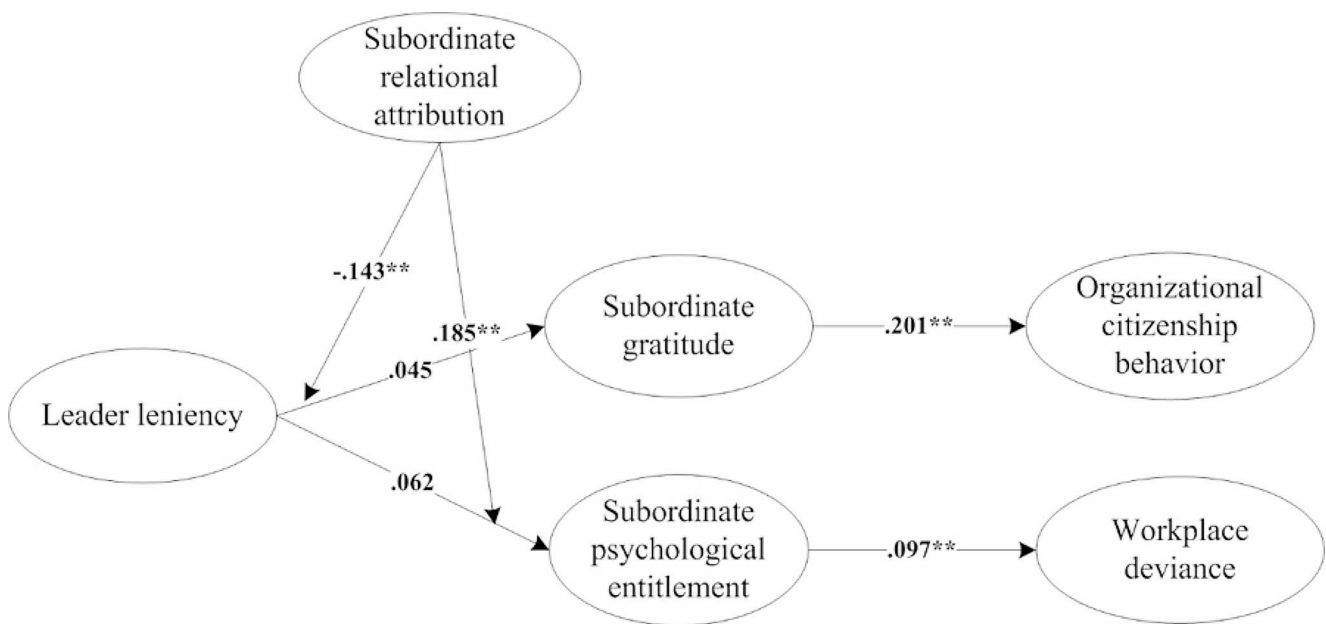 Subordinate
relational
attribution
-.143**
.185**
.045
.062
Leader leniency
Subordinate
gratitude
.201**
Organizational
citizenship
behavior
Subordinate
psychological
entitlement
.097**
Workplace
deviance